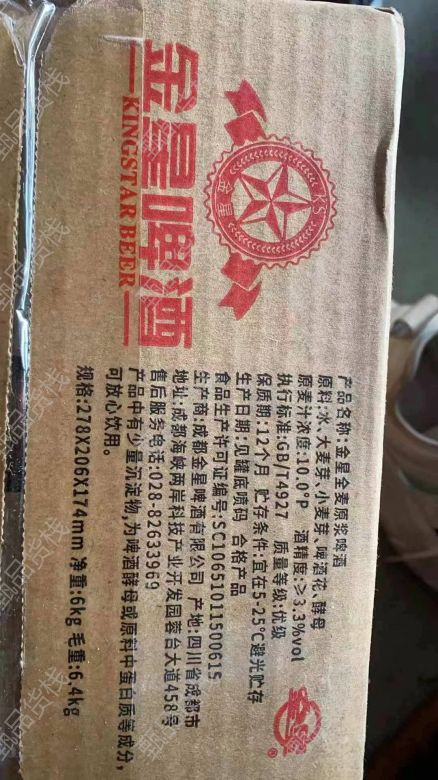 金星啤酒
KINGSTAR BEER
金星
KS
产品名称:金星全麦原浆啤酒
原料:水、大麦芽、小麦芽、啤酒花、酵母
原麦汁浓度:10.0°P 酒精度:≥3.3%vol
执行标准:GB/T4927 质量等级:优级
保质期:12个月 贮存条件:宜在5-25℃避光贮存
生产日期:见罐底喷码 合格产品
食品生产许可证编号:SC10651011500615
生产商:成都金星啤酒有限公司 产地:四川省成都市
地址:成都海峡两岸科技产业开发园蓉台大道458号
售后服务电话:028-82633969
产品中有少量沉淀物,为啤酒酵母或原料中蛋白质等成分,
可放心饮用。
规格:278X206X174mm 净重:6kg 毛重:6.4kg
甄品货栈